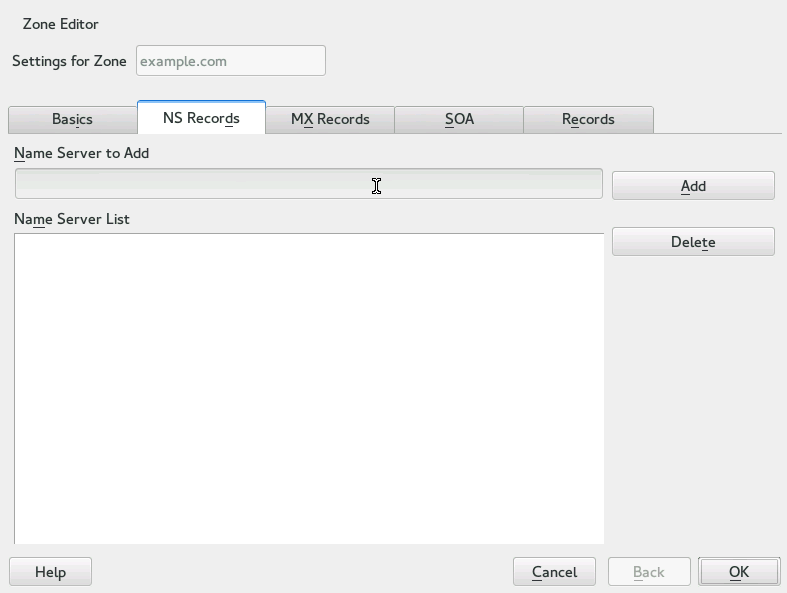 Zone Editor
Settings for Zone example.com
Basics NS Records MX Records SOA Records
Name Server to Add
Add
Name Server List
Delete
Help Cancel Back OK